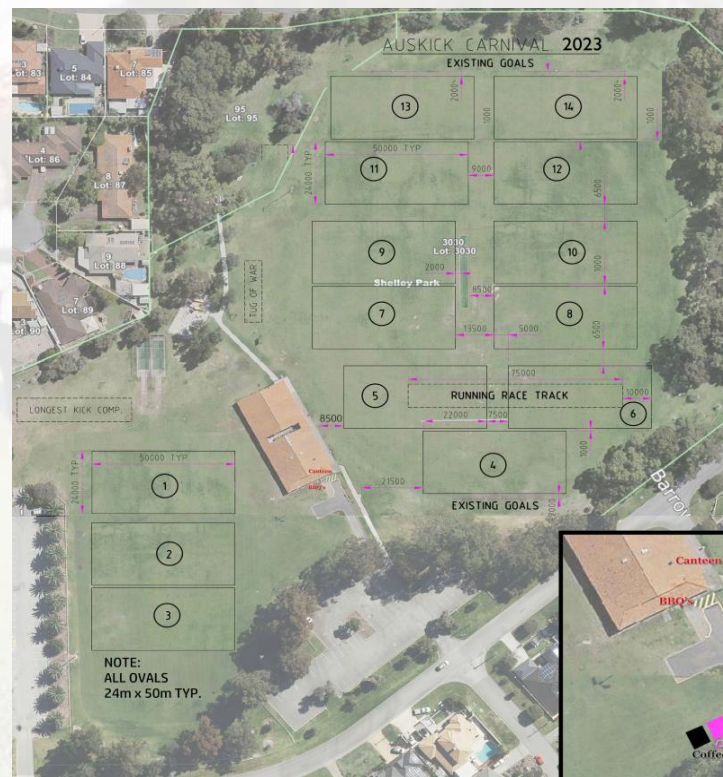 AUSKICK CARNIVAL 2023
EXISTING GOALS
3
Lot: 83
5
Lot: 84
7
Lot: 85
95
Lot: 95
2000
2000
13
1000
14
1000
4
Lot: 86
8
Lot: 87
50000 TYP
24000 TYP
11
9000
12
6500
9
Lot: 88
9
3030
Lot: 3030
2000
10
1000
Shelley Park
TUG OF WAR
8500
7
Lot: 89
3
Lot: 90
7
8
13500
5000
6500
75000
5
RUNNING RACE TRACK
10000
6
LONGEST KICK COMP.
8500
22000
7500
1000
50000 TYP
24000 TYP
1
Canteen
BBQ's
4
21500
EXISTING GOALS
2000
Barrow
2
3
NOTE:
ALL OVALS
24m x 50m TYP.
Canteen
BBQ's
Coffee